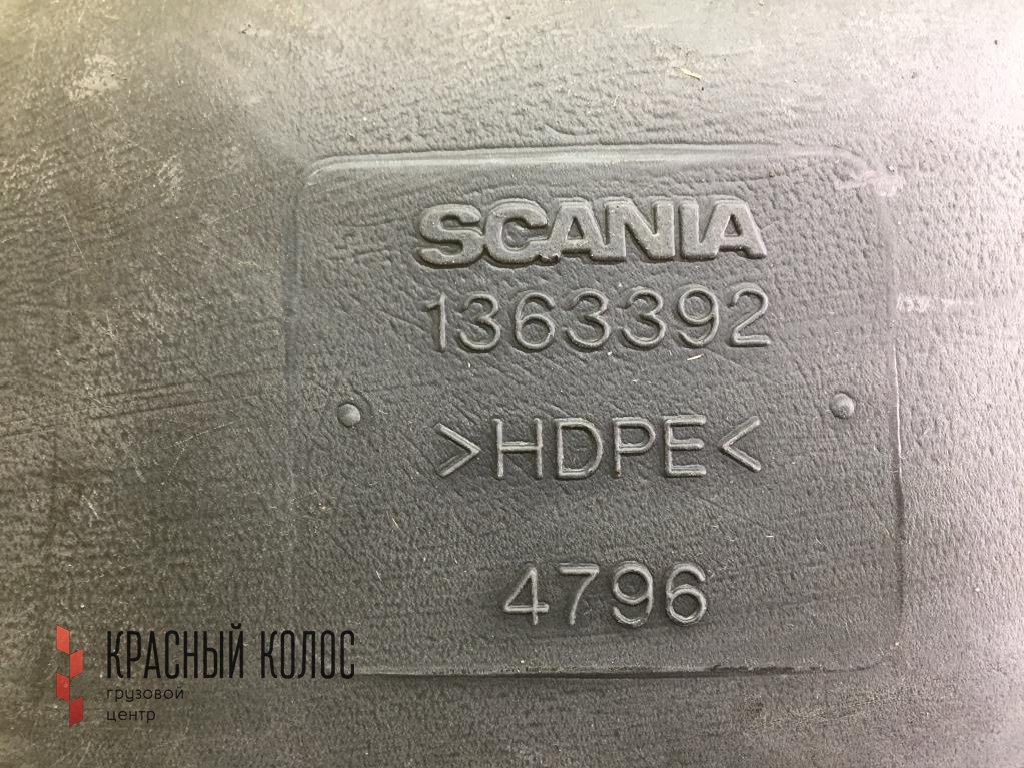 SCANIA
1363392
>HDPE<
4796
КРАСНЫЙ КОЛОС
грузовой
центр